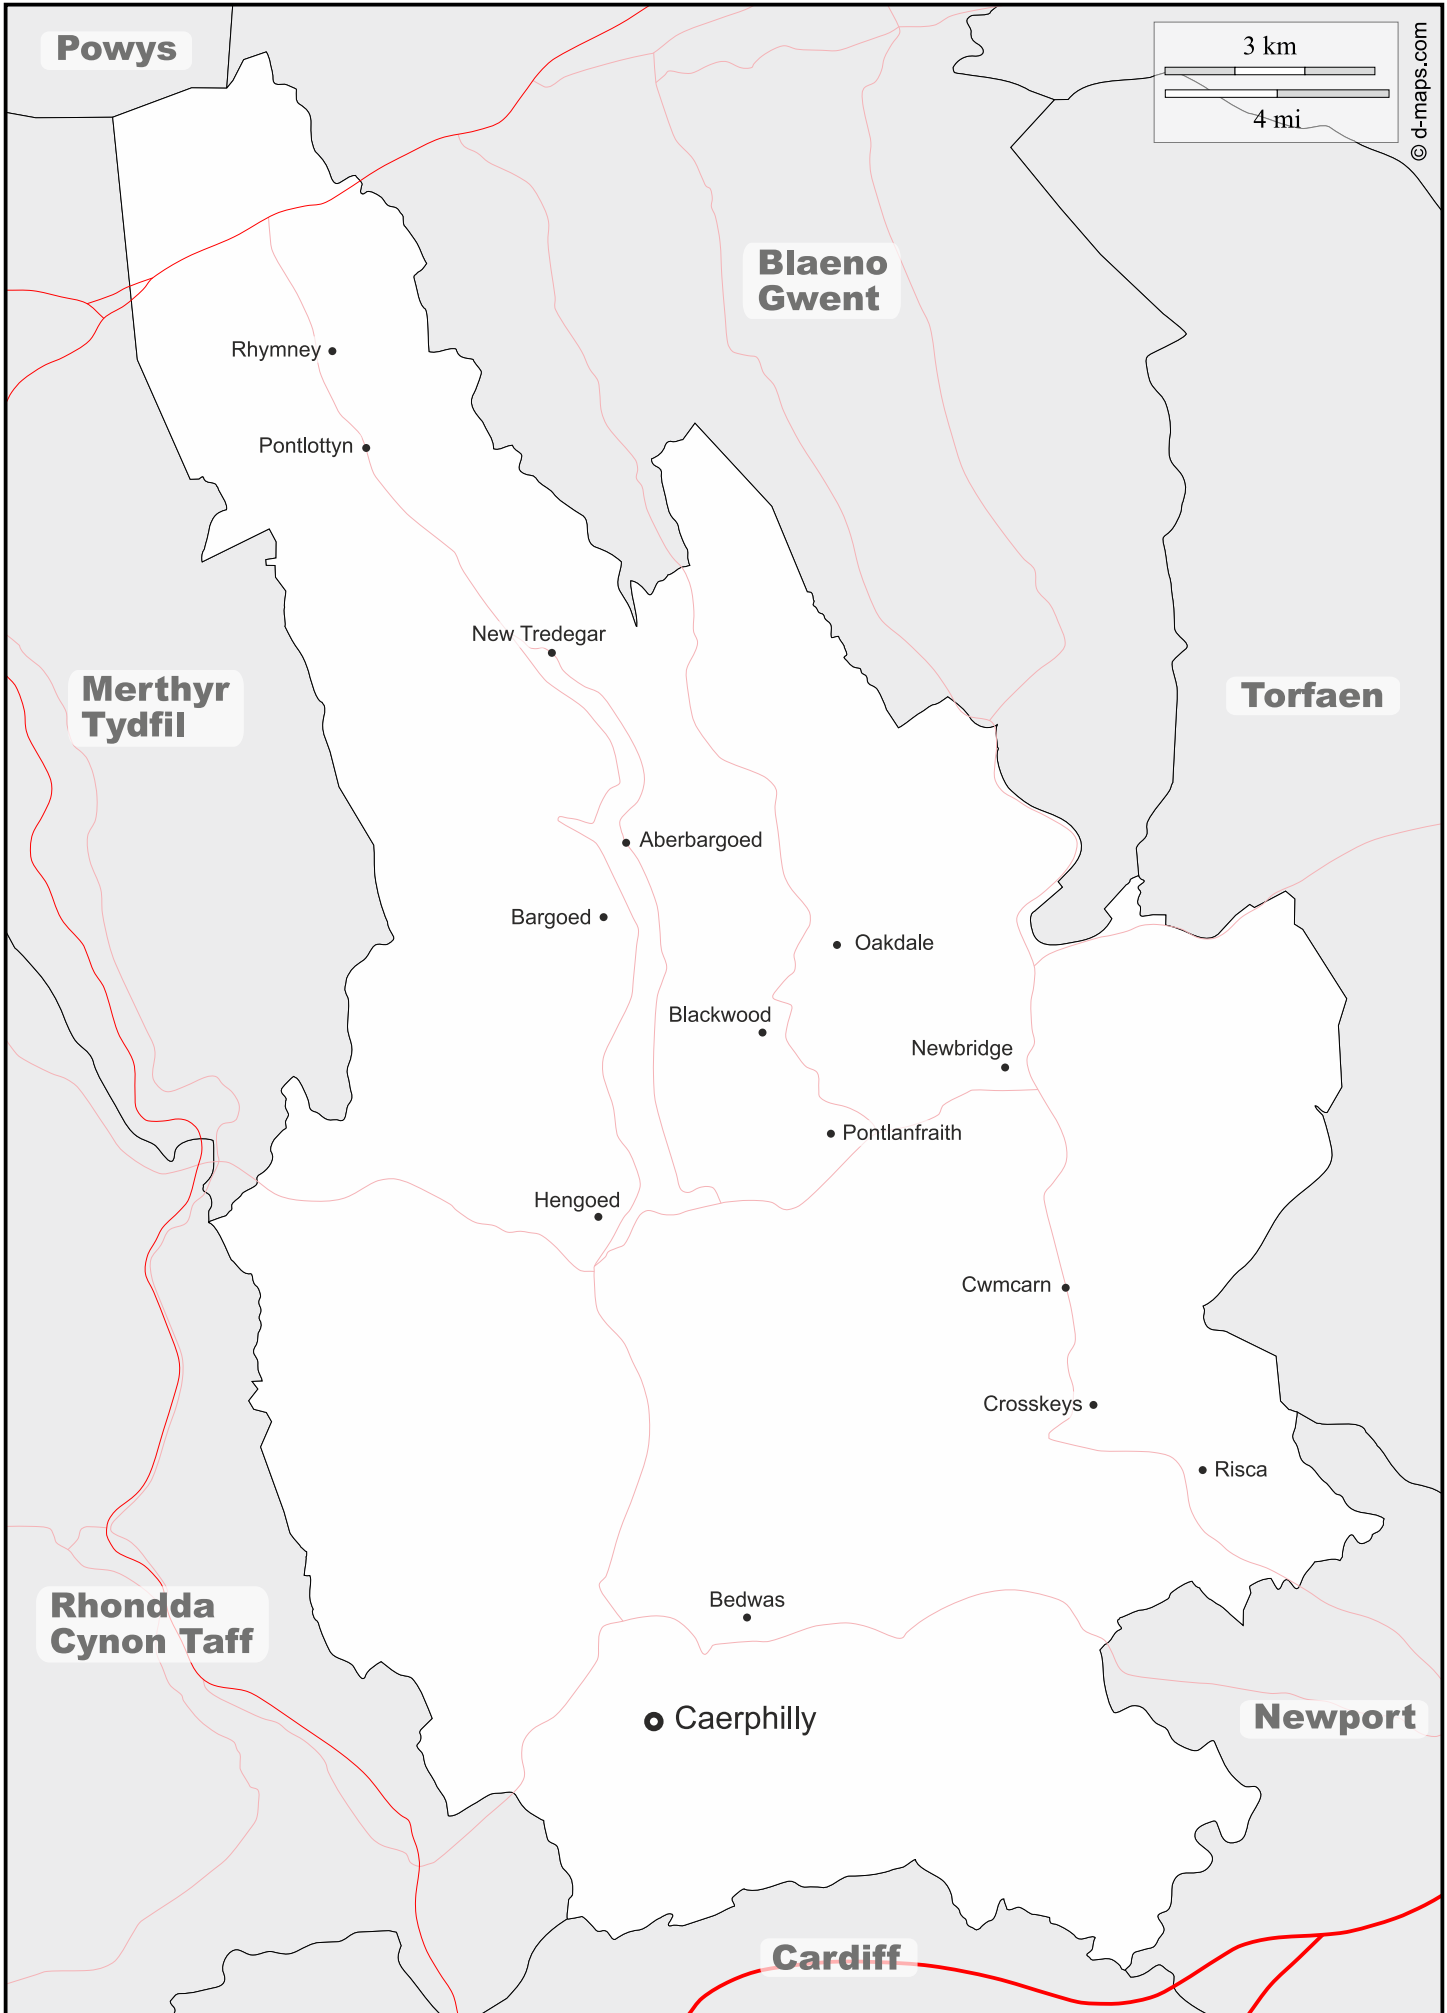 Powys
3 km
4 mi
© d-maps.com
Blaeno
Gwent
Rhymney
Pontlottyn
New Tredegar
Merthyr
Tydfil
Torfaen
Aberbargoed
Bargoed
Oakdale
Blackwood
Newbridge
Pontlanfraith
Hengoed
Cwmcarn
Crosskeys
Risca
Rhondda
Cynon Taff
Bedwas
Caerphilly
Newport
Cardiff